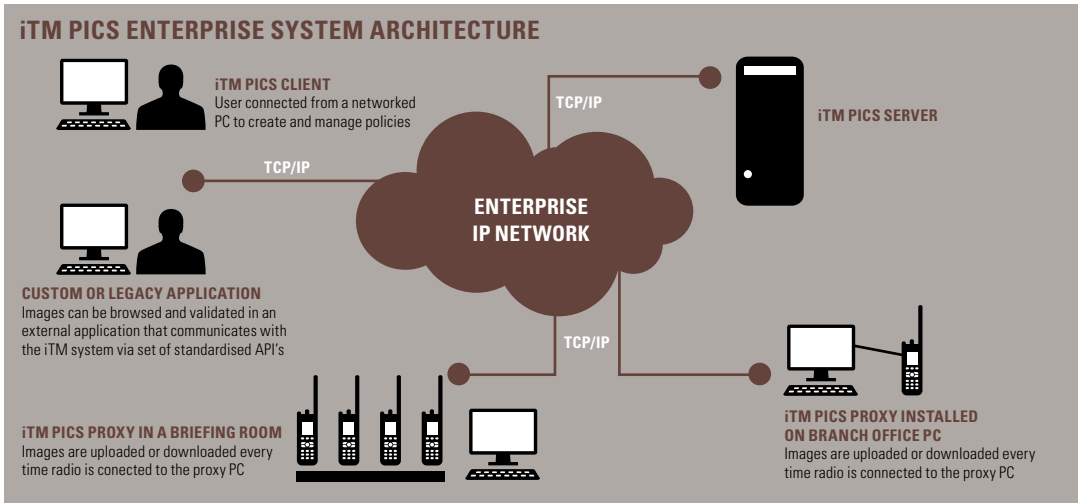 iTM PICS ENTERPRISE SYSTEM ARCHITECTURE
iTM PICS CLIENT
User connected from a networked
PC to create and manage policies
TCP/IP
iTM PICS SERVER
TCP/IP
ENTERPRISE
IP NETWORK
CUSTOM OR LEGACY APPLICATION
Images can be browsed and validated in an
external application that communicates with
the iTM system via set of standardised API's
TCP/IP
iTM PICS PROXY IN A BRIEFING ROOM
Images are uploaded or downloaded every
time radio is conected to the proxy PC
iTM PICS PROXY INSTALLED
ON BRANCH OFFICE PC
Images are uploaded or downloaded every
time radio is connected to the proxy PC